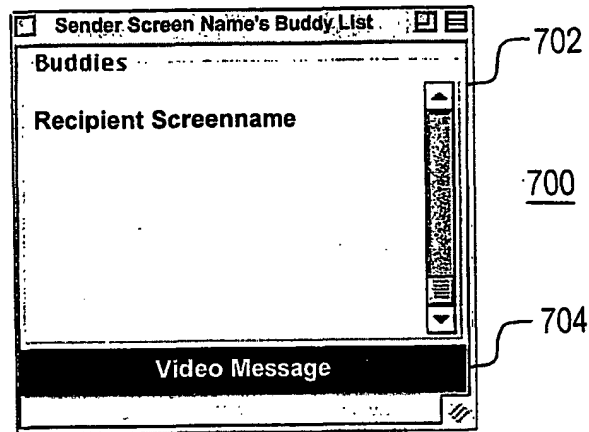 Sender Screen Name's Buddy List
702
Buddies
Recipient Screenname
700
704
Video Message